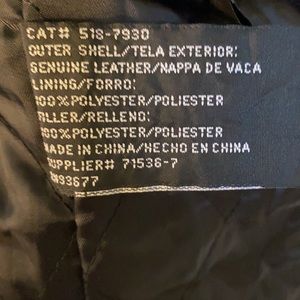 CAT# 518-7930
OUTER SHELL/TELA EXTERIOR:
GENUINE LEATHER/NAPPA DE VACA
LINING/FORRO:
100%POLYESTER/POLIESTER
FILLER/RELLENO:
100%POLYESTER/POLIESTER
MADE IN CHINA/HECHO EN CHINA
SUPPLIER# 71536-7
RN93677